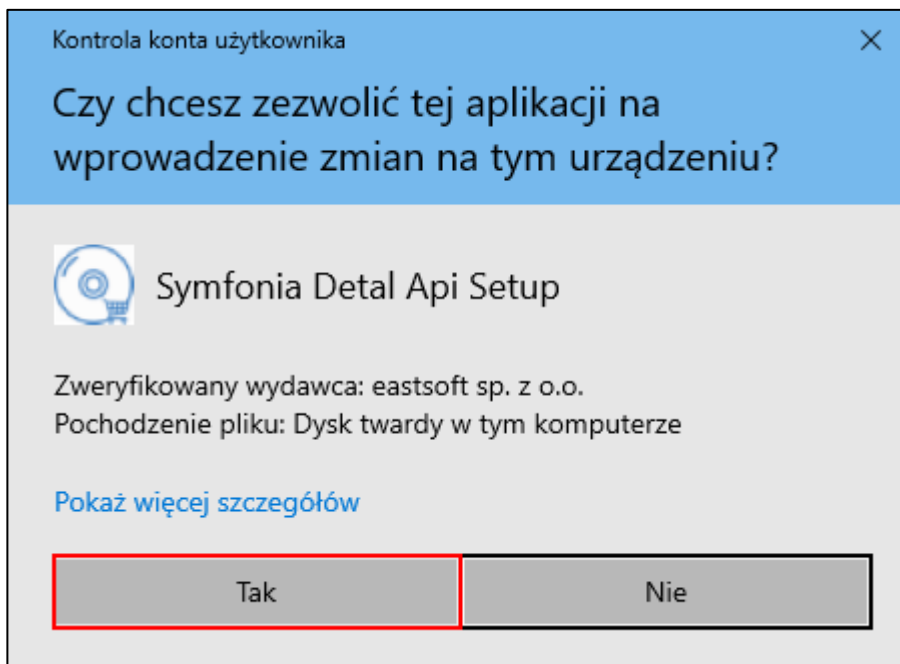 Kontrola konta użytkownika
Czy chcesz zezwolić tej aplikacji na
wprowadzenie zmian na tym urządzeniu?
Symfonia Detal Api Setup
Zweryfikowany wydawca: eastsoft sp. z o.o.
Pochodzenie pliku: Dysk twardy w tym komputerze
Pokaż więcej szczegółów
Tak
Nie